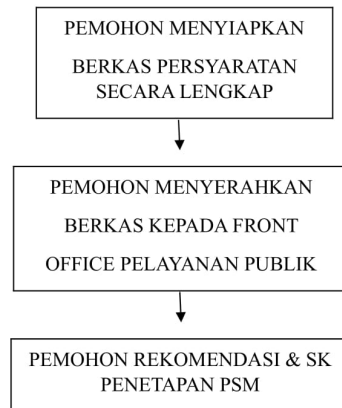 PEMOHON MENYIAPKAN
BERKAS PERSYARATAN
SECARA LENGKAP
PEMOHON MENYERAHKAN
BERKAS KEPADA FRONT
OFFICE PELAYANAN PUBLIK
PEMOHON REKOMENDASI & SK
PENETAPAN PSM